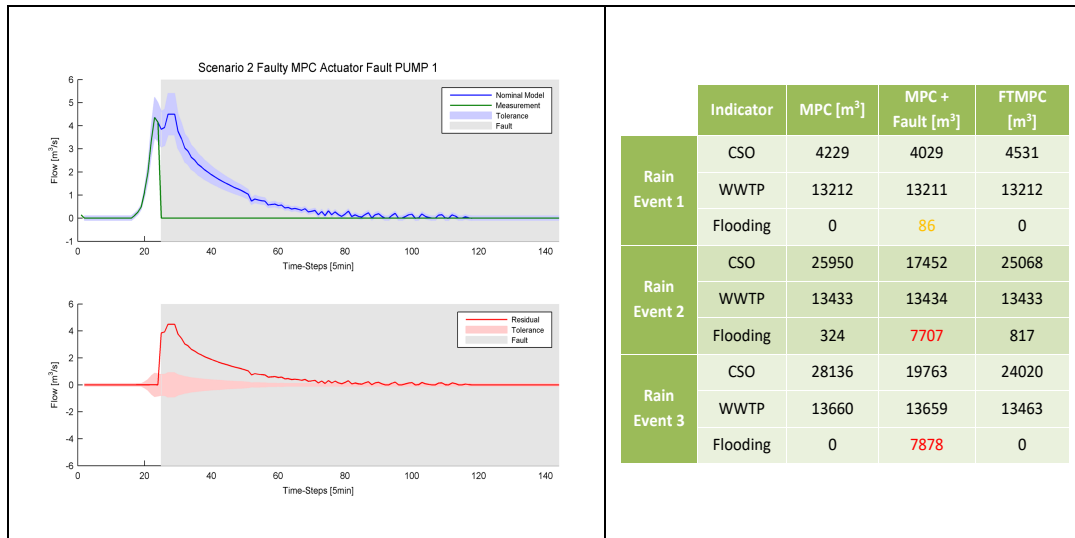 Scenario 2 Faulty MPC Actuator Fault PUMP 1
Flow [m³/s]
6
5
4
3
2
1
0
-1
Nominal Model
Measurement
Tolerance
Fault
0 20 40 60 80 100 120 140
Time-Steps [5min]
Flow [m³/s]
6
4
2
0
-2
-4
-6
Residual
Tolerance
Fault
0 20 40 60 80 100 120 140
Time-Steps [5min]
Indicator MPC [m³] MPC + Fault [m³] FTMPC [m³]
Rain Event 1
CSO 4229 4029 4531
WWTP 13212 13211 13212
Flooding 0 86 0
Rain Event 2
CSO 25950 17452 25068
WWTP 13433 13434 13433
Flooding 324 7707 817
Rain Event 3
CSO 28136 19763 24020
WWTP 13660 13659 13463
Flooding 0 7878 0